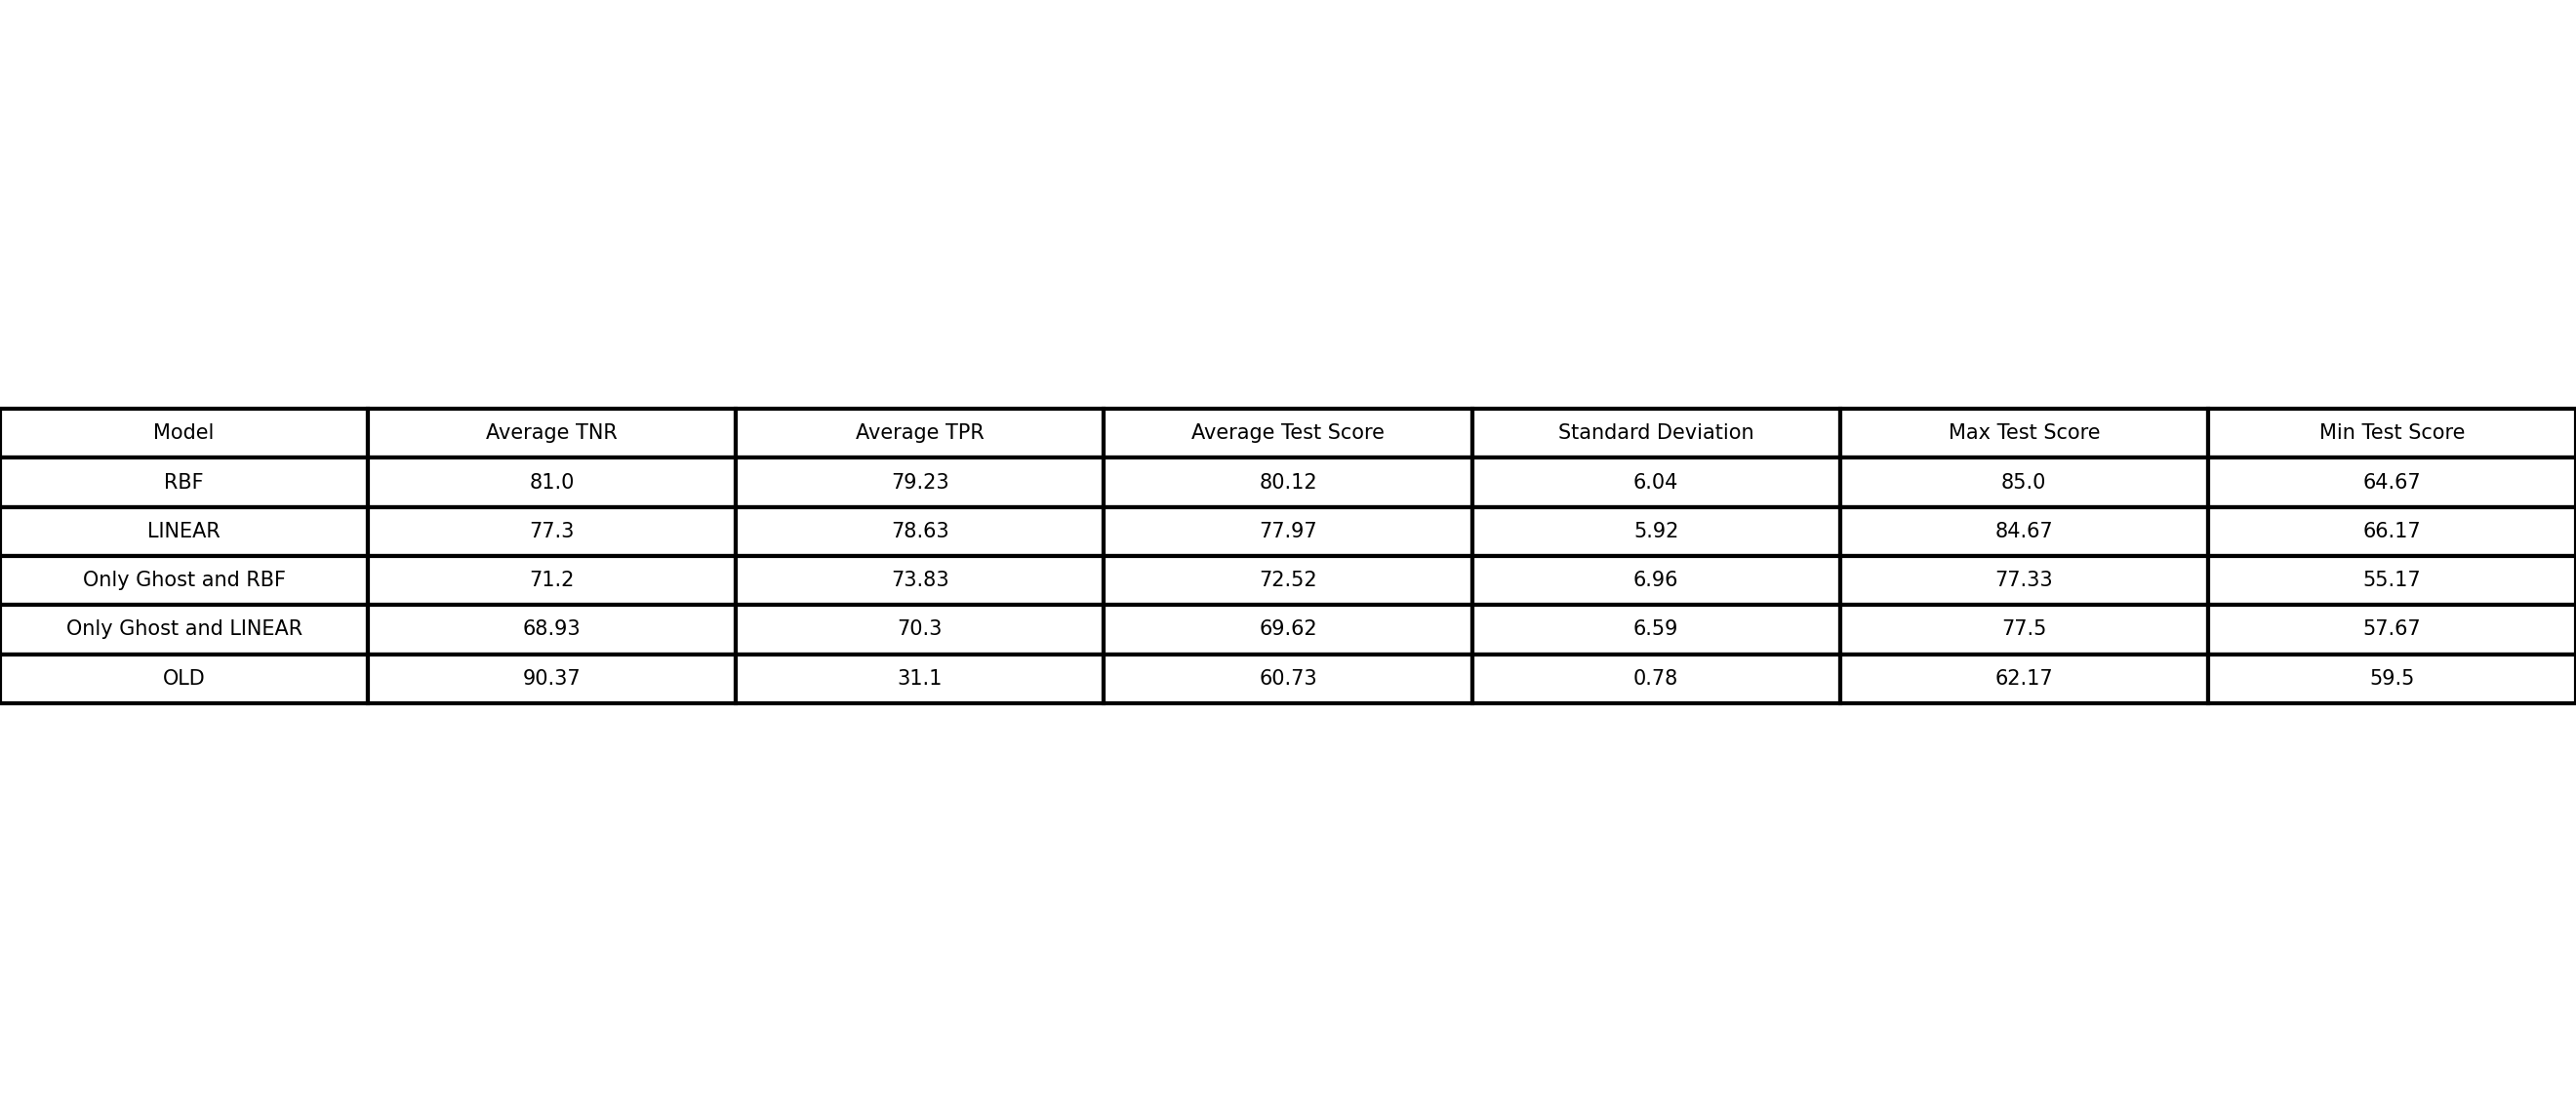 Model Average TNR Average TPR Average Test Score Standard Deviation Max Test Score Min Test Score
RBF 81.0 79.23 80.12 6.04 85.0 64.67
LINEAR 77.3 78.63 77.97 5.92 84.67 66.17
Only Ghost and RBF 71.2 73.83 72.52 6.96 77.33 55.17
Only Ghost and LINEAR 68.93 70.3 69.62 6.59 77.5 57.67
OLD 90.37 31.1 60.73 0.78 62.17 59.5